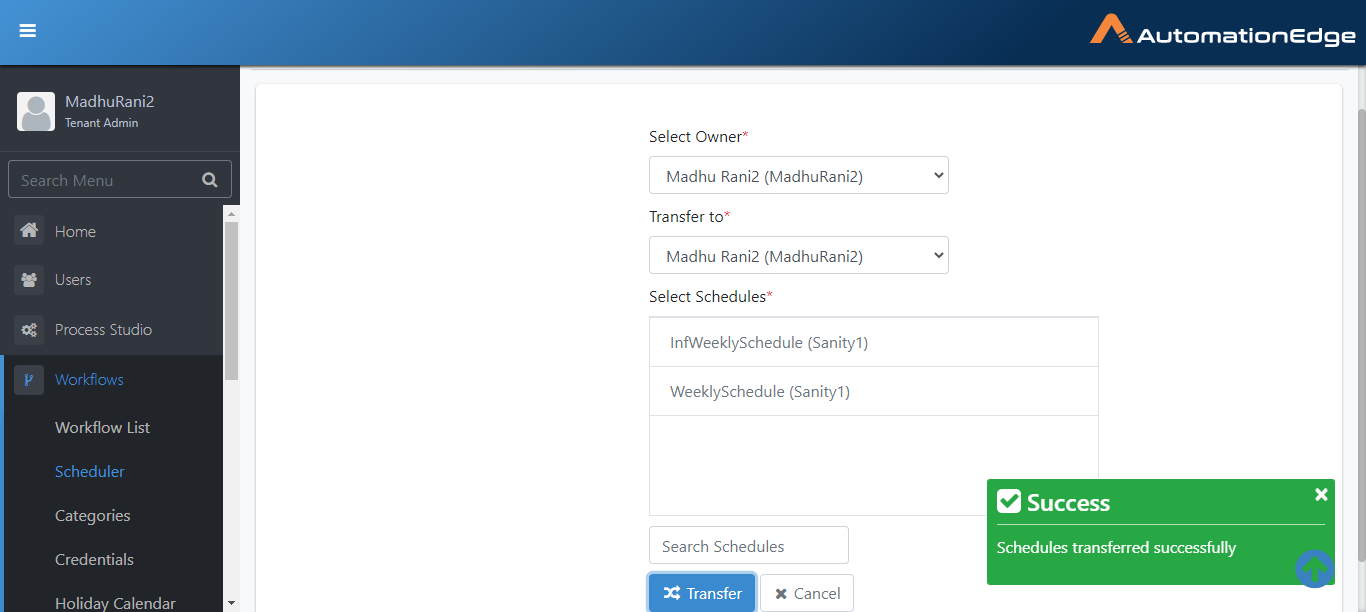 AutomationEdge
MadhuRani2
Tenant Admin
Search Menu
Home
Users
Process Studio
Workflows
Workflow List
Scheduler
Categories
Credentials
Holiday Calendar
Select Owner*
Madhu Rani2 (MadhuRani2)
Transfer to*
Madhu Rani2 (MadhuRani2)
Select Schedules*
InfWeeklySchedule (Sanity1)
WeeklySchedule (Sanity1)
Search Schedules
Transfer Cancel
Success
Schedules transferred successfully